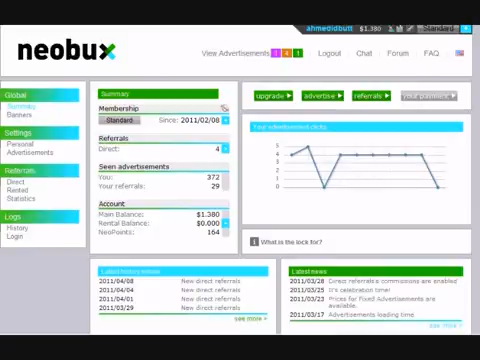 ahmedidbutt $1.380 Standard
neobux
View Advertisements 1 4 1 Logout Chat Forum FAQ
Global
Summary
Banners
Settings
Personal
Advertisements
Referrals
Direct
Rented
Statistics
Logs
History
Login
Summary
Membership
Standard Since: 2011/02/08
Referrals
Direct: 4
Seen advertisements
You: 372
Your referrals: 29
Account
Main Balance: $1.380
Rental Balance: $0.000
NeoPoints: 164
upgrade advertise referrals your payment
Your advertisement clicks
5
4
3
2
1
0
What is the lock for?
Latest history entries
2011/04/08 New direct referrals
2011/04/04 New direct referrals
2011/04/01 New direct referrals
2011/03/29 New direct referrals
see more
Latest news
2011/03/28 Direct referrals commissions are enabled
2011/03/25 It's celebration time!
2011/03/23 Prices for Fixed Advertisements are
available.
2011/03/17 Advertisements loading time
see more